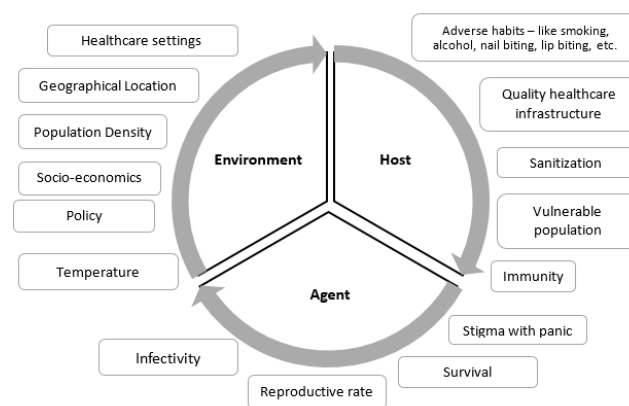 Healthcare settings
Geographical Location
Population Density
Socio-economics
Policy
Temperature
Environment
Host
Agent
Adverse habits – like smoking,
alcohol, nail biting, lip biting, etc.
Quality healthcare
infrastructure
Sanitization
Vulnerable
population
Immunity
Stigma with panic
Survival
Reproductive rate
Infectivity